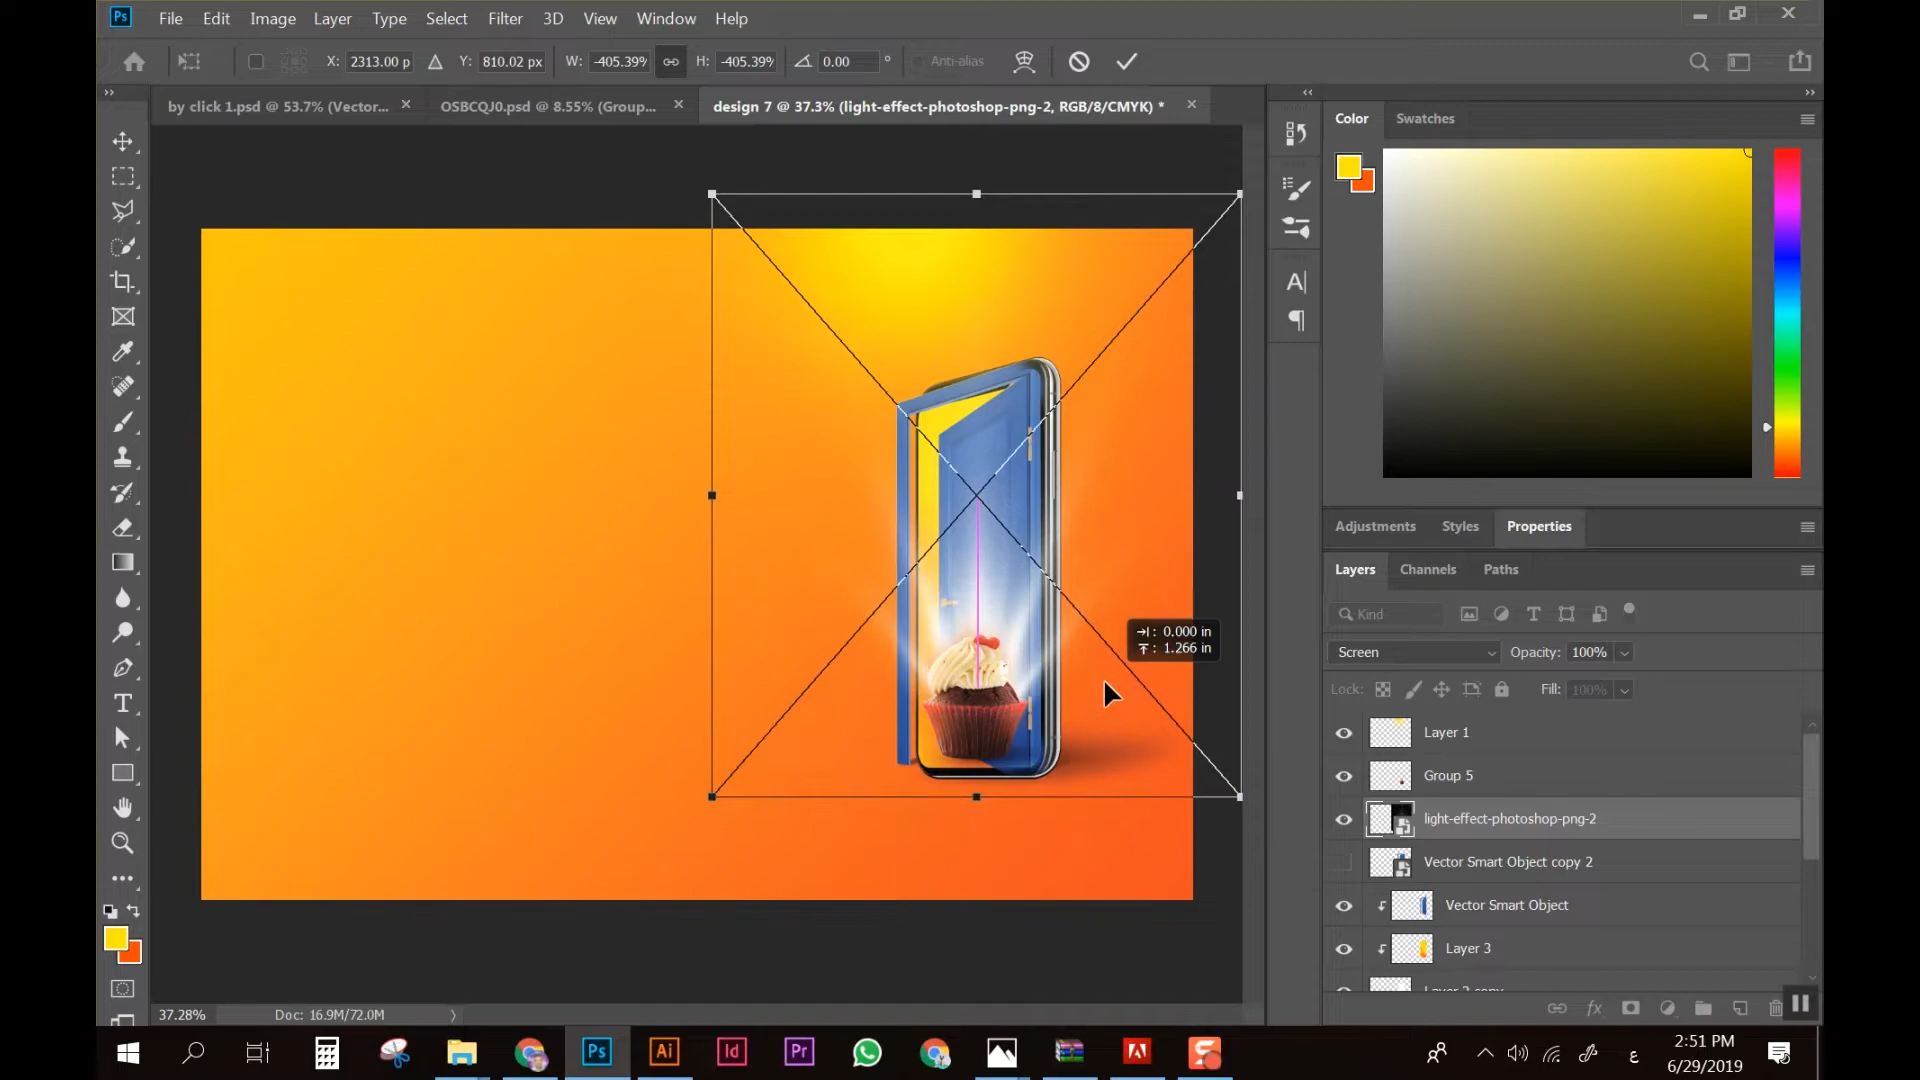 Ps File Edit Image Layer Type Select Filter 3D View Window Help
X: 2313.00 p Y: 810.02 px W: -405.39% H: -405.39% 0.00 ° Anti-alias
by click 1.psd @ 53.7% (Vector... × OSBCQJ0.psd @ 8.55% (Group... × design 7 @ 37.3% (light-effect-photoshop-png-2, RGB/8/CMYK) * ×
Color Swatches
Adjustments Styles Properties
Layers Channels Paths
Kind
Screen Opacity: 100%
Lock: Fill: 100%
Layer 1
Group 5
light-effect-photoshop-png-2
Vector Smart Object copy 2
Vector Smart Object
Layer 3
: 0.000 in
: 1.266 in
37.28% Doc: 16.9M/72.0M
Ps Ai Id Pr
ع
2:51 PM
6/29/2019